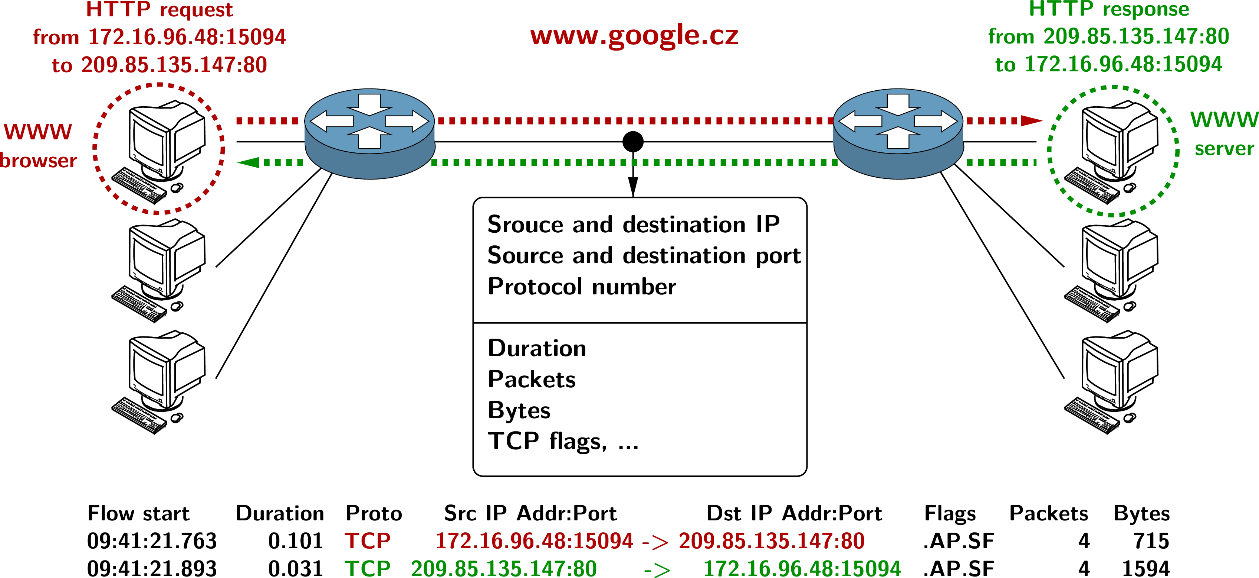 HTTP request
from 172.16.96.48:15094
to 209.85.135.147:80
www.google.cz
HTTP response
from 209.85.135.147:80
to 172.16.96.48:15094
WWW
browser
WWW
server
Srouce and destination IP
Source and destination port
Protocol number
Duration
Packets
Bytes
TCP flags, ...
Flow start Duration Proto Src IP Addr:Port Dst IP Addr:Port Flags Packets Bytes
09:41:21.763 0.101 TCP 172.16.96.48:15094 -> 209.85.135.147:80 .AP.SF 4 715
09:41:21.893 0.031 TCP 209.85.135.147:80 -> 172.16.96.48:15094 .AP.SF 4 1594